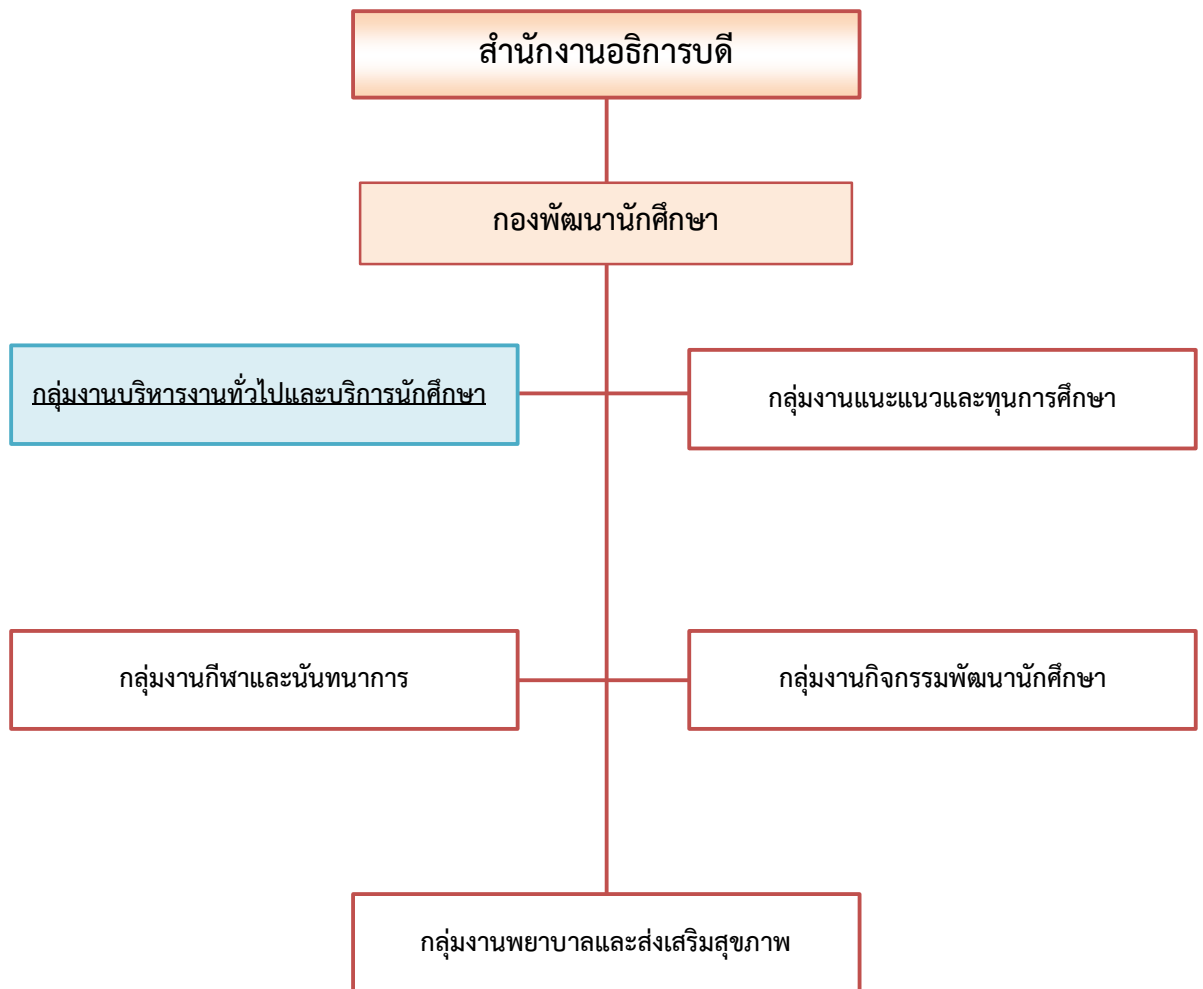 สำนักงานอธิการบดี
กองพัฒนานักศึกษา
กลุ่มงานบริหารงานทั่วไปและบริการนักศึกษา
กลุ่มงานแนะแนวและทุนการศึกษา
กลุ่มงานกีฬาและนันทนาการ
กลุ่มงานกิจกรรมพัฒนานักศึกษา
กลุ่มงานพยาบาลและส่งเสริมสุขภาพ